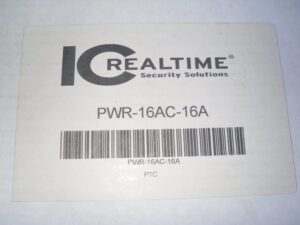 IC REALTIME®
Security Solutions
PWR-16AC-16A
PWR-16AC-16A
PTC